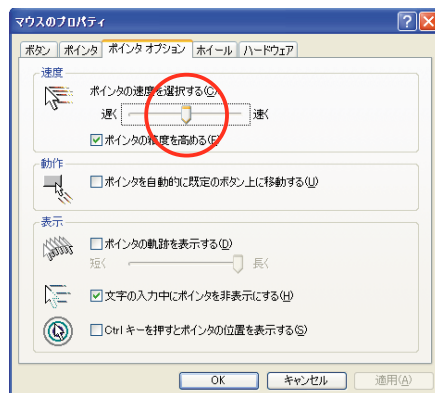 マウスのプロパティ
ボタン ポインタ ポインタ オプション ホイール ハードウェア
速度
ポインタの速度を選択する(C)
遅く 速く
ポインタの精度を高める(E)
動作
ポインタを自動的に既定のボタン上に移動する(U)
表示
ポインタの軌跡を表示する(D)
短く 長く
文字の入力中にポインタを非表示にする(H)
Ctrl キーを押すとポインタの位置を表示する(S)
OK キャンセル 適用(A)